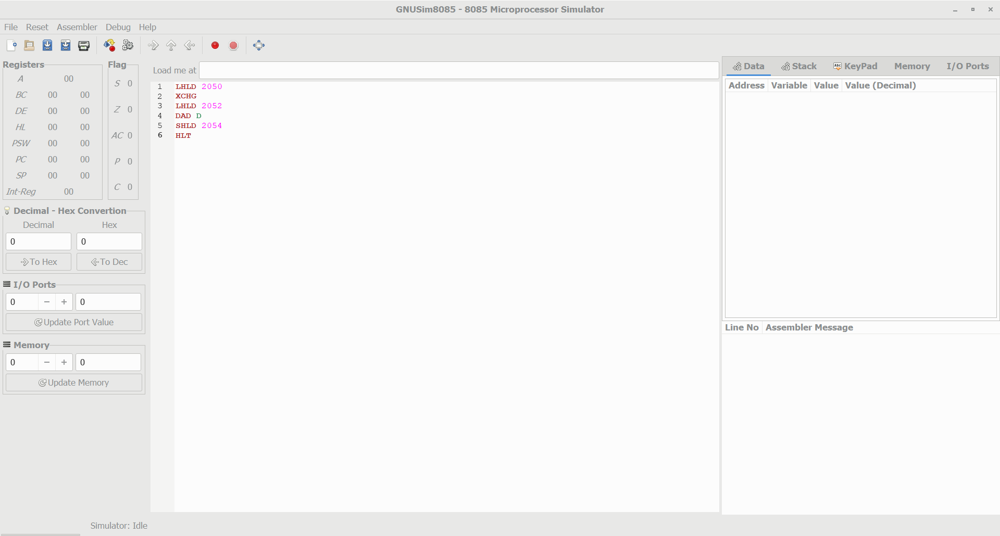 GNUSim8085 - 8085 Microprocessor Simulator
File Reset Assembler Debug Help
Registers
A 00
BC 00 00
DE 00 00
HL 00 00
PSW 00 00
PC 00 00
SP 00 00
Int-Reg 00
Flag
S 0
Z 0
AC 0
P 0
C 0
Decimal - Hex Convertion
Decimal Hex
0 0
To Hex To Dec
I/O Ports
0 − + 0
Update Port Value
Memory
0 − + 0
Update Memory
Load me at
1 LHLD 2050
2 XCHG
3 LHLD 2052
4 DAD D
5 SHLD 2054
6 HLT
Data Stack Abc KeyPad Memory I/O Ports
Address Variable Value Value (Decimal)
Line No Assembler Message
Simulator: Idle